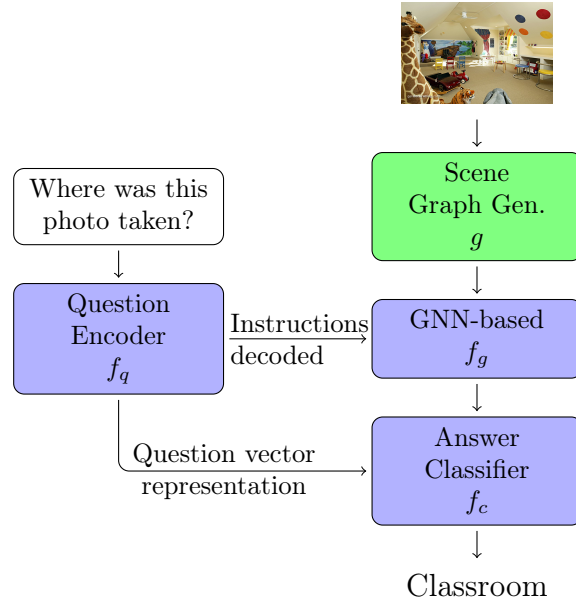 Scene
Graph Gen.
g
Where was this
photo taken?
Question
Encoder
f_q
Instructions
decoded
GNN-based
f_g
Question vector
representation
Answer
Classifier
f_c
Classroom